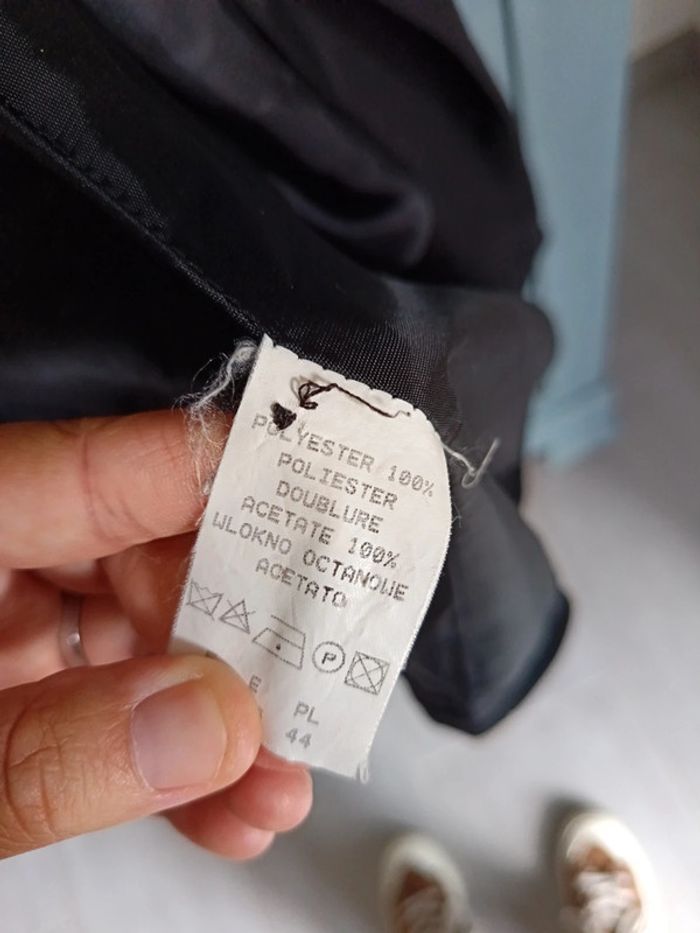 POLYESTER 100%
POLIESTER
DOUBLURE
ACETATE 100%
WLOKNO OCTANOWE
ACETATO
P
E PL
44